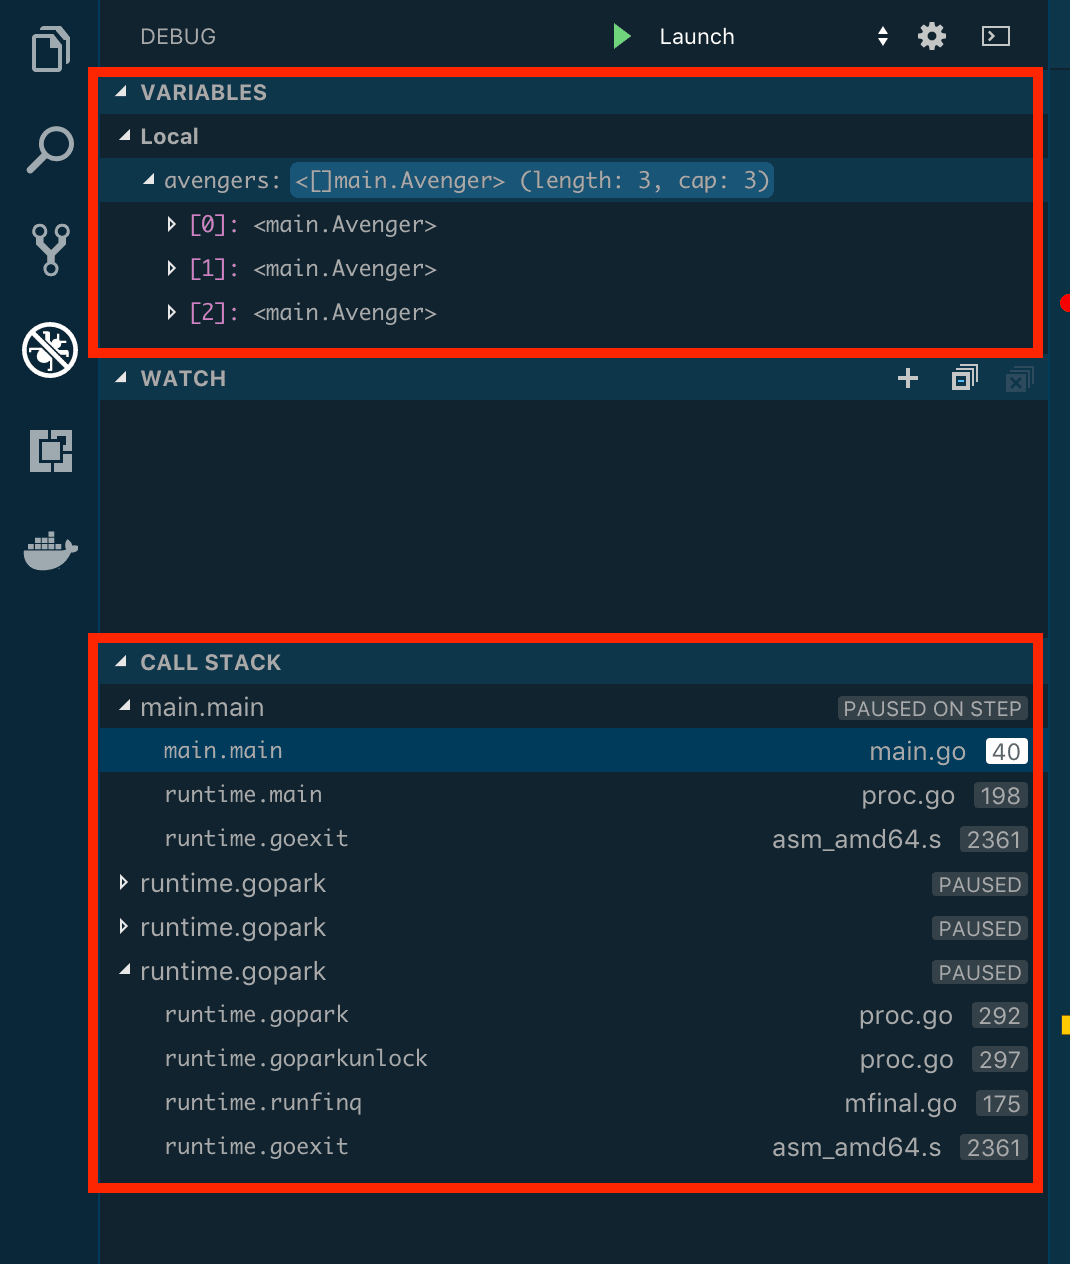 DEBUG Launch
VARIABLES
Local
avengers: <[]main.Avenger> (length: 3, cap: 3)
[0]: <main.Avenger>
[1]: <main.Avenger>
[2]: <main.Avenger>
WATCH
CALL STACK
main.main PAUSED ON STEP
main.main main.go 40
runtime.main proc.go 198
runtime.goexit asm_amd64.s 2361
runtime.gopark PAUSED
runtime.gopark PAUSED
runtime.gopark PAUSED
runtime.gopark proc.go 292
runtime.goparkunlock proc.go 297
runtime.runfinq mfinal.go 175
runtime.goexit asm_amd64.s 2361